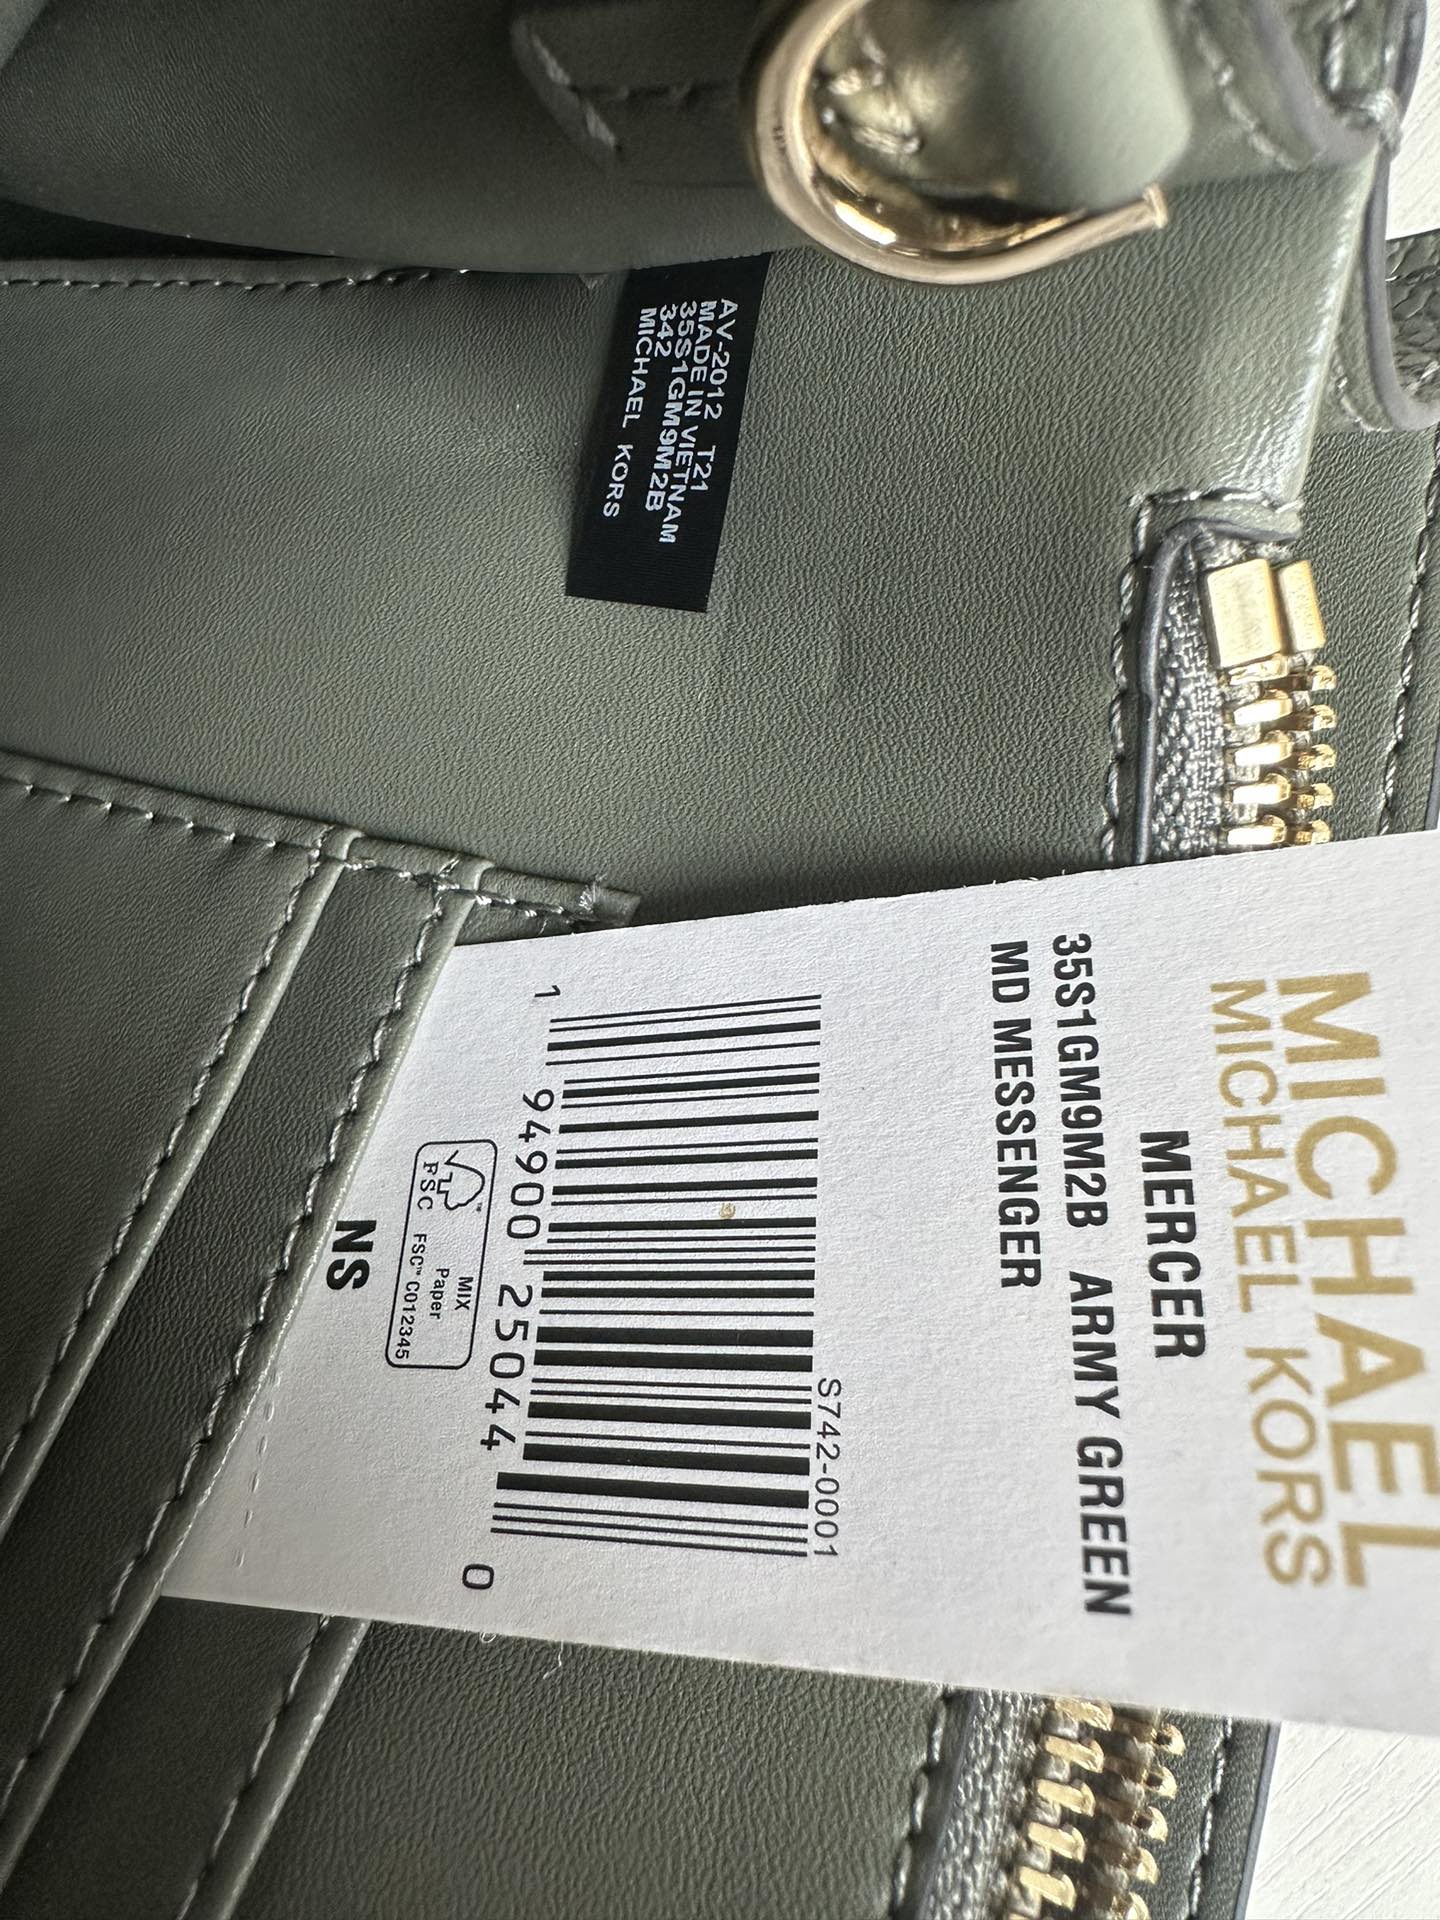 AV-2012 T21
MADE IN VIETNAM
35S1GM9M2B
342
MICHAEL KORS
MICHAEL
MICHAEL KORS
MERCER
35S1GM9M2B ARMY GREEN
MD MESSENGER
S742-0001
1 94900 25044 0
MIX
Paper
FSC™ C012345
FSC
NS